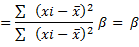 = ∑ (xi − x̄)² / ∑ (xi − x̄)² β = β